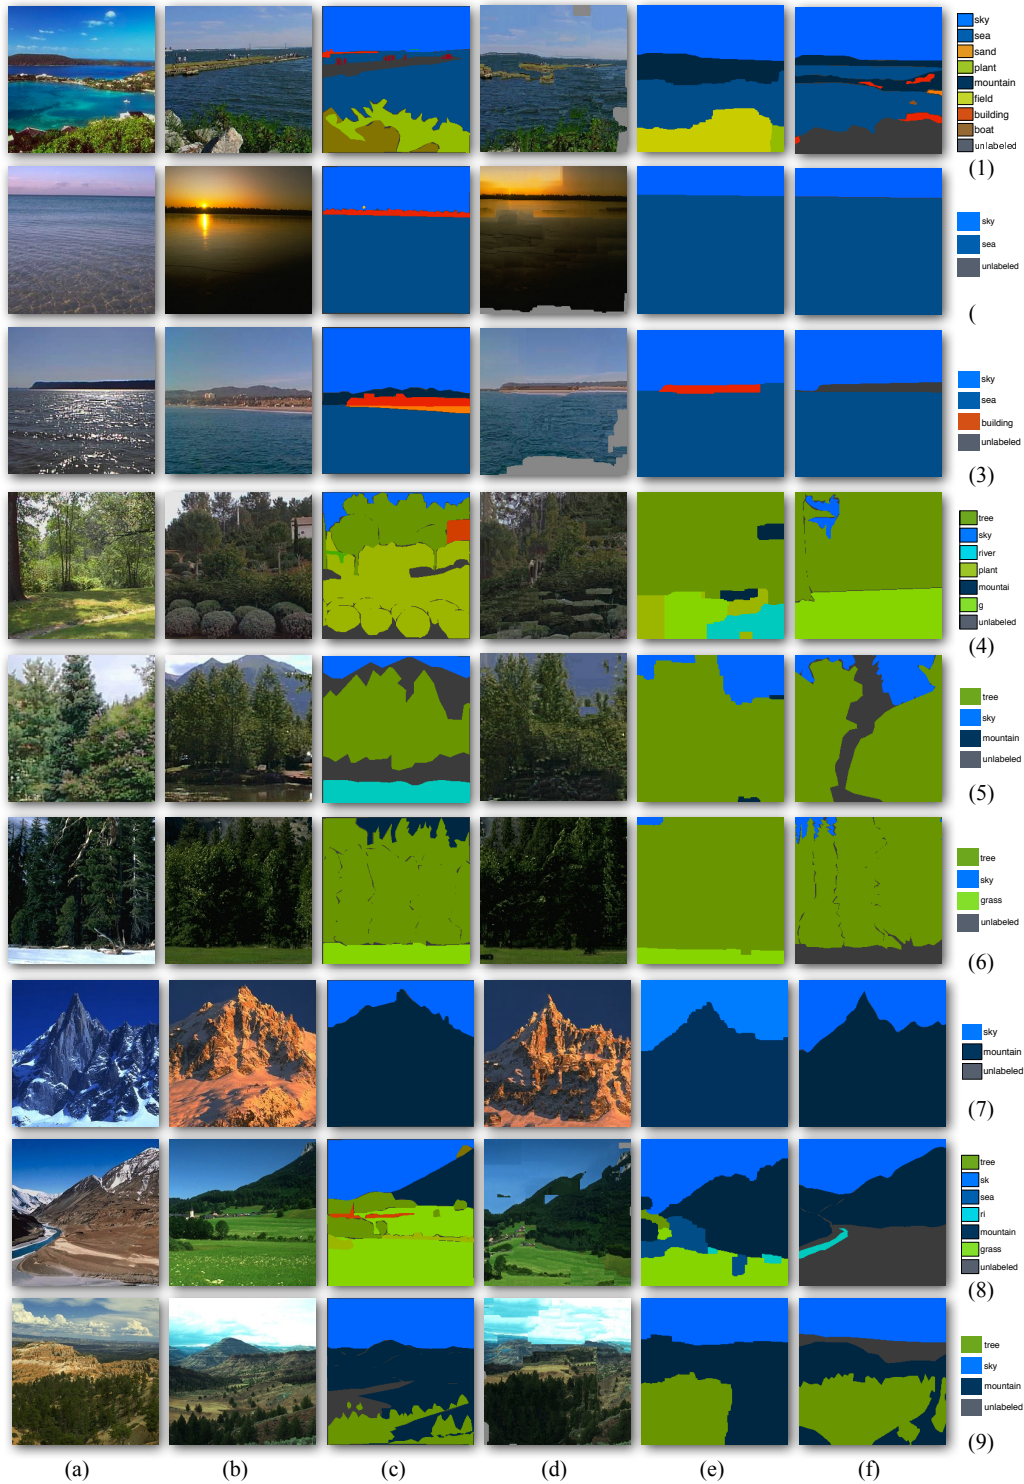 sky
sea
sand
plant
mountain
field
building
boat
unlabeled
(1)
sky
sea
unlabeled
(
sky
sea
building
unlabeled
(3)
tree
sky
river
plant
mountai
g
unlabeled
(4)
tree
sky
mountain
unlabeled
(5)
tree
sky
grass
unlabeled
(6)
sky
mountain
unlabeled
(7)
tree
sk
sea
ri
mountain
grass
unlabeled
(8)
tree
sky
mountain
unlabeled
(9)
(a) (b) (c) (d) (e) (f)